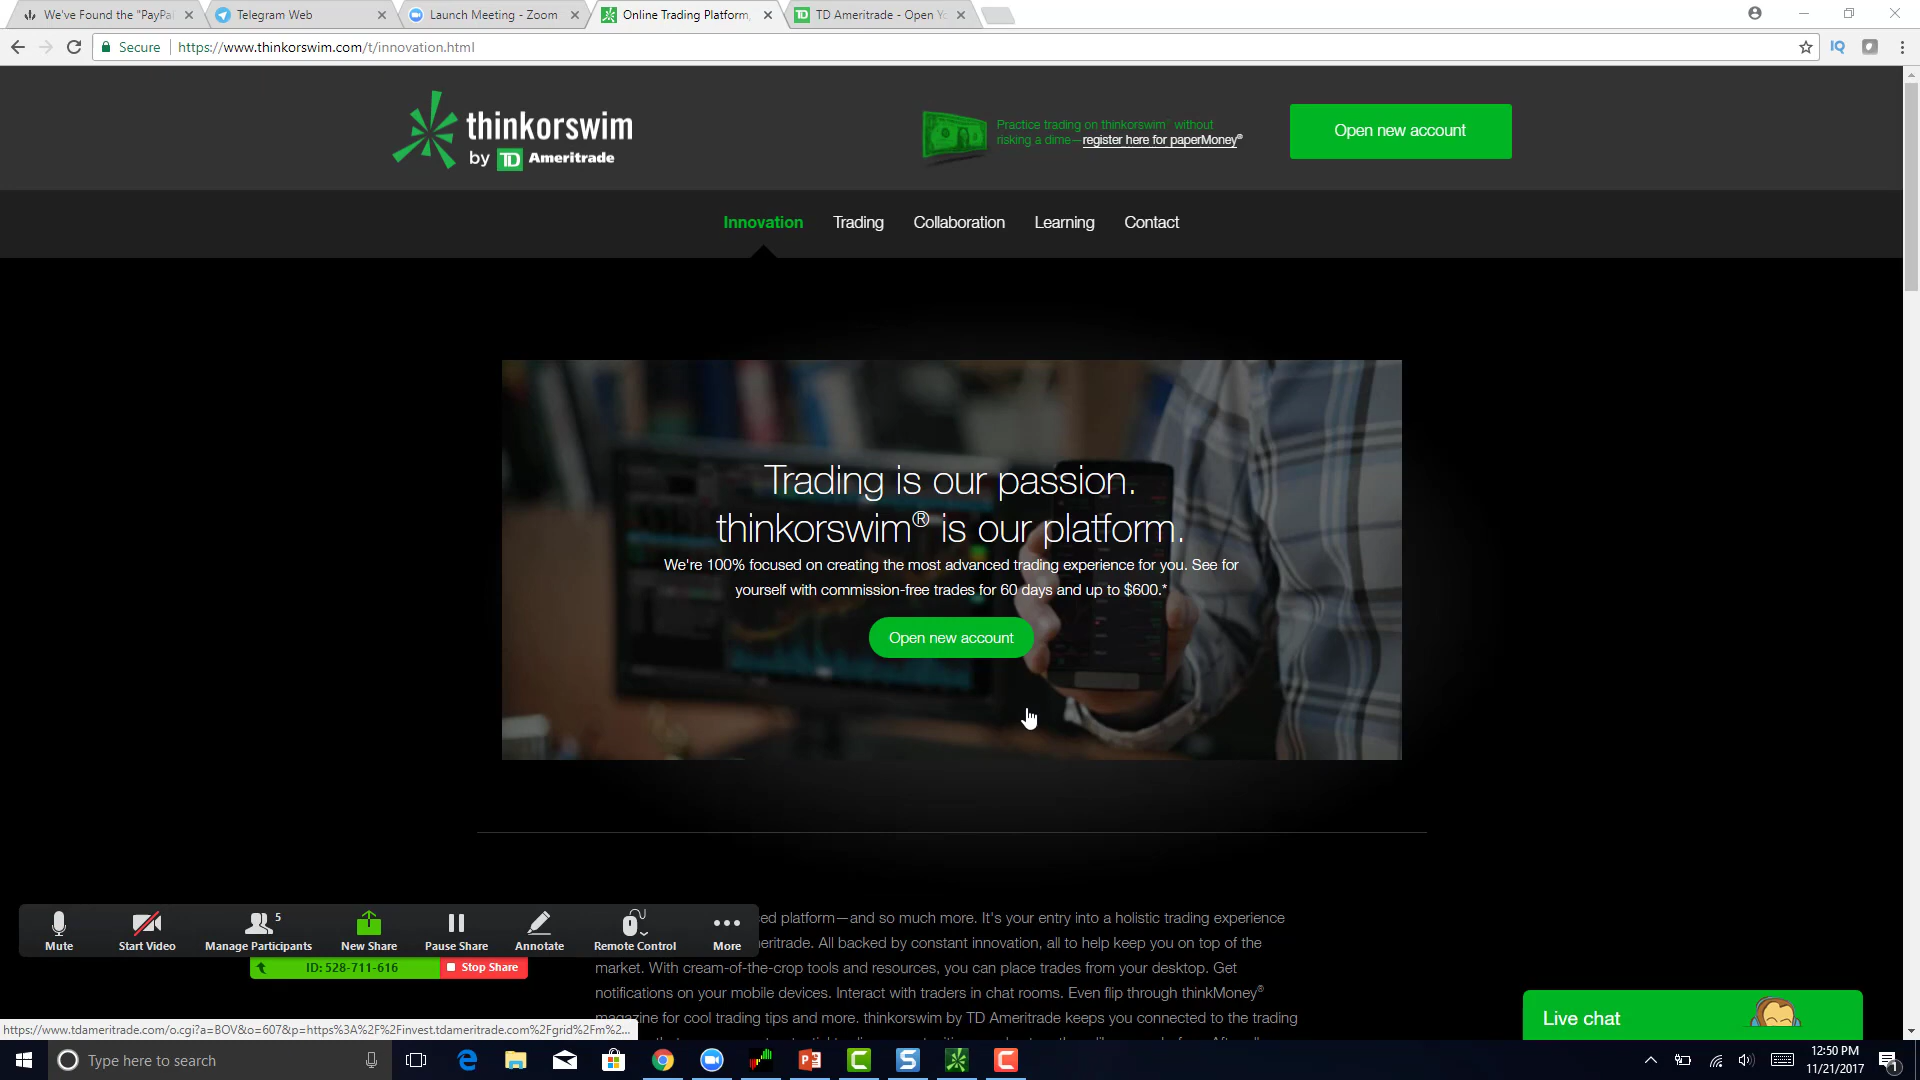 We've Found the "PayPal
Telegram Web
Launch Meeting - Zoom
Online Trading Platform,
TD Ameritrade - Open Yo
Secure
https://www.thinkorswim.com/t/innovation.html
IQ
thinkorswim
by TD Ameritrade
Practice trading on thinkorswim™ without
risking a dime—register here for paperMoney®
Open new account
Innovation
Trading
Collaboration
Learning
Contact
Trading is our passion.
thinkorswim® is our platform.
We're 100% focused on creating the most advanced trading experience for you. See for
yourself with commission-free trades for 60 days and up to $600.*
Open new account
ed platform—and so much more. It's your entry into a holistic trading experience
eritrade. All backed by constant innovation, all to help keep you on top of the
market. With cream-of-the-crop tools and resources, you can place trades from your desktop. Get
notifications on your mobile devices. Interact with traders in chat rooms. Even flip through thinkMoney®
magazine for cool trading tips and more. thinkorswim by TD Ameritrade keeps you connected to the trading
Mute
Start Video
5
Manage Participants
New Share
Pause Share
Annotate
Remote Control
More
ID: 528-711-616
Stop Share
Live chat
https://www.tdameritrade.com/o.cgi?a=BOV&o=607&p=https%3A%2F%2Finvest.tdameritrade.com%2Fgrid%2Fm%2...
Type here to search
12:50 PM
11/21/2017
1